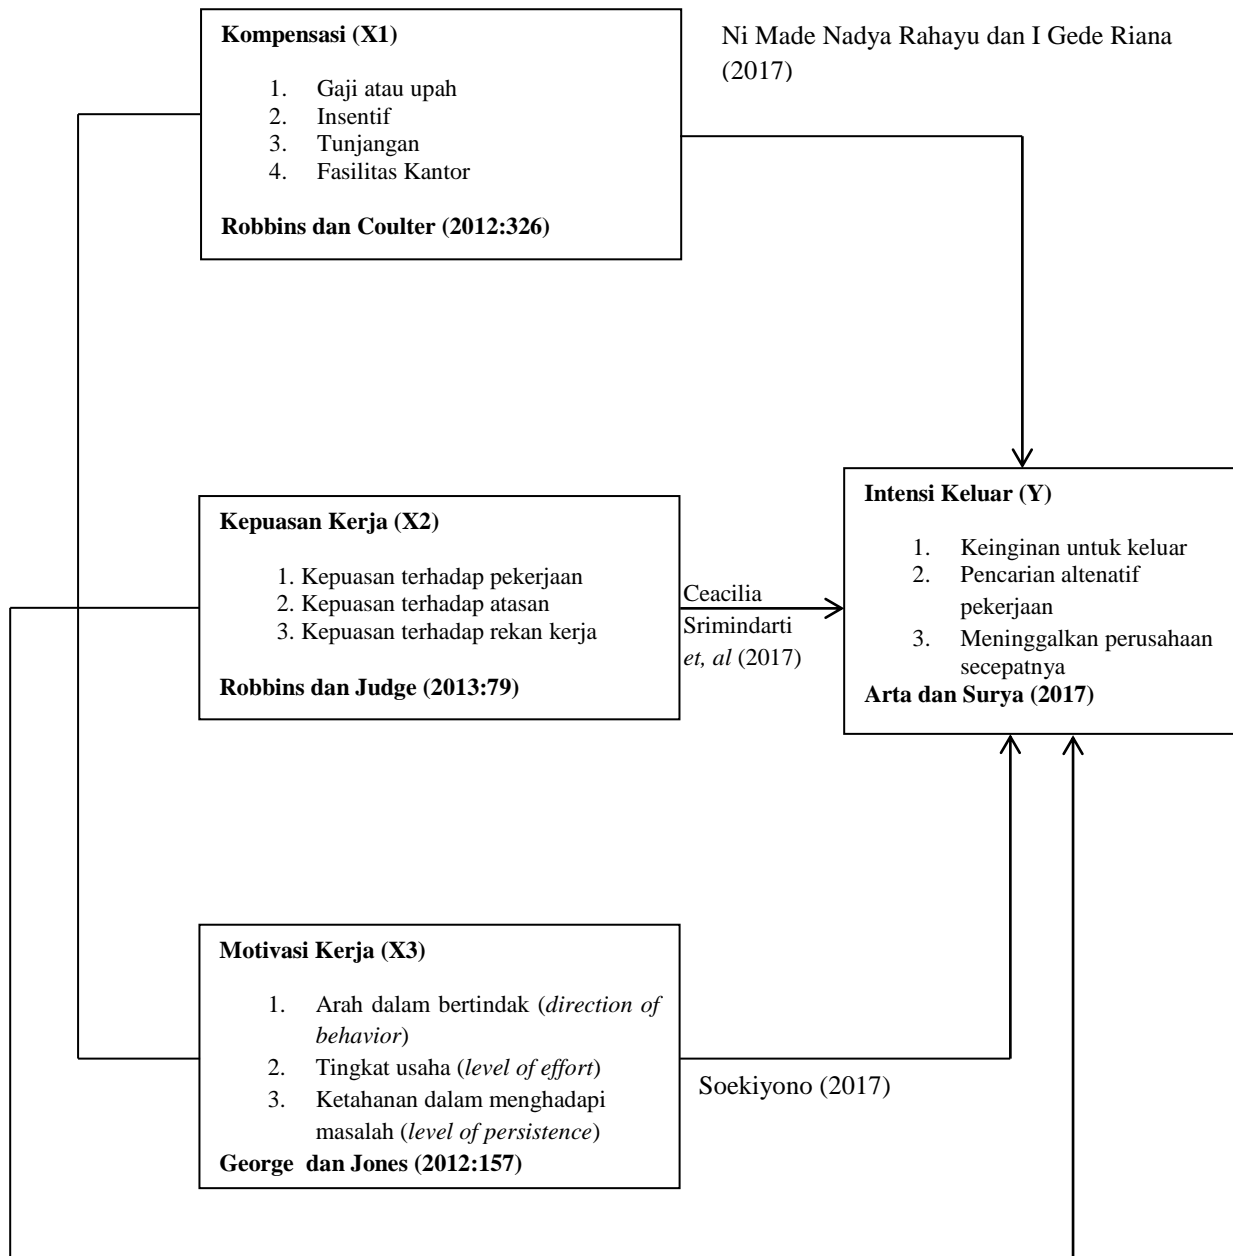 Kompensasi (X1)
1. Gaji atau upah
2. Insentif
3. Tunjangan
4. Fasilitas Kantor
Robbins dan Coulter (2012:326)
Ni Made Nadya Rahayu dan I Gede Riana
(2017)
Kepuasan Kerja (X2)
1. Kepuasan terhadap pekerjaan
2. Kepuasan terhadap atasan
3. Kepuasan terhadap rekan kerja
Robbins dan Judge (2013:79)
Ceacilia
Srimindarti
et, al (2017)
Intensi Keluar (Y)
1. Keinginan untuk keluar
2. Pencarian altenatif
pekerjaan
3. Meninggalkan perusahaan
secepatnya
Arta dan Surya (2017)
Motivasi Kerja (X3)
1. Arah dalam bertindak (direction of
behavior)
2. Tingkat usaha (level of effort)
3. Ketahanan dalam menghadapi
masalah (level of persistence)
George dan Jones (2012:157)
Soekiyono (2017)